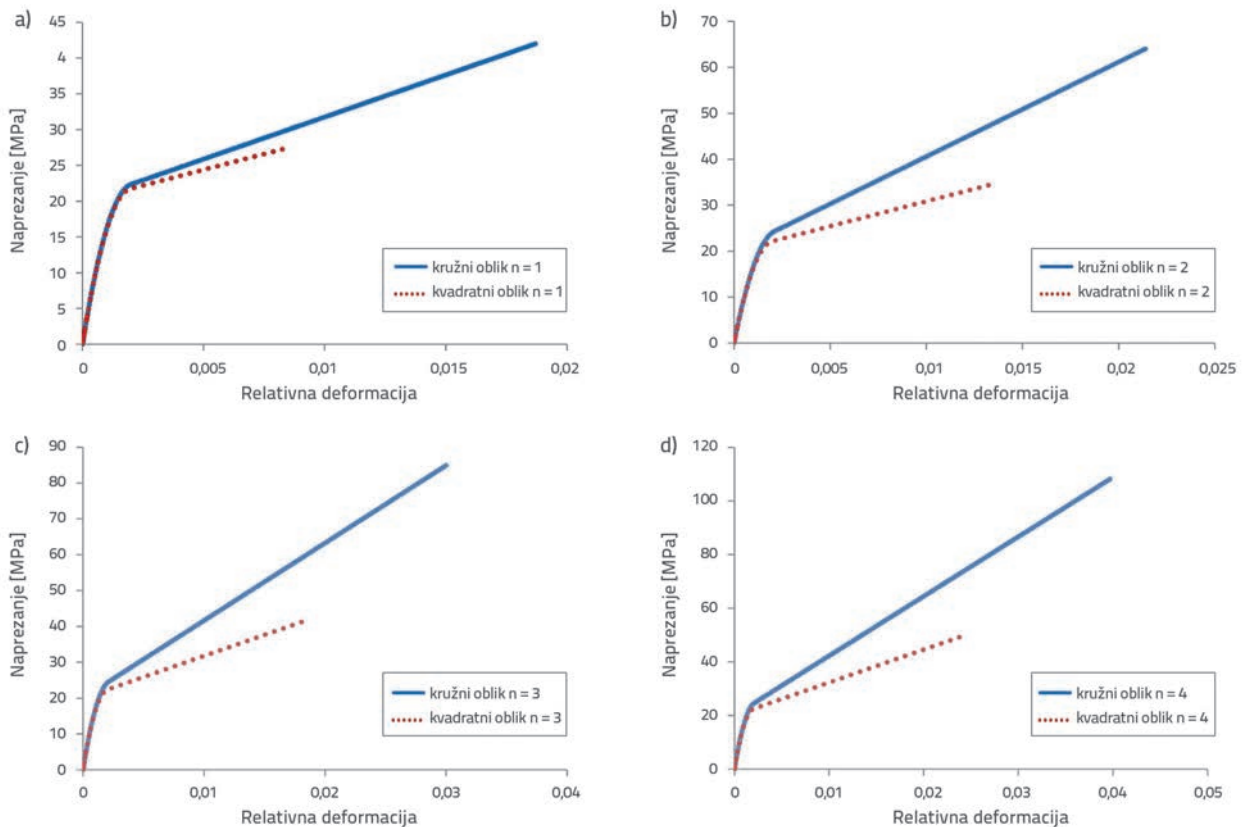 a)
Naprezanje [MPa]
45
4
35
30
25
20
15
10
5
0
kružni oblik n = 1
kvadratni oblik n = 1
0 0,005 0,01 0,015 0,02
Relativna deformacija
b)
Naprezanje [MPa]
70
60
50
40
30
20
10
0
kružni oblik n = 2
kvadratni oblik n = 2
0 0,005 0,01 0,015 0,02 0,025
Relativna deformacija
c)
Naprezanje [MPa]
90
80
70
60
50
40
30
20
10
0
kružni oblik n = 3
kvadratni oblik n = 3
0 0,01 0,02 0,03 0,04
Relativna deformacija
d)
Naprezanje [MPa]
120
100
80
60
40
20
0
kružni oblik n = 4
kvadratni oblik n = 4
0 0,01 0,02 0,03 0,04 0,05
Relativna deformacija